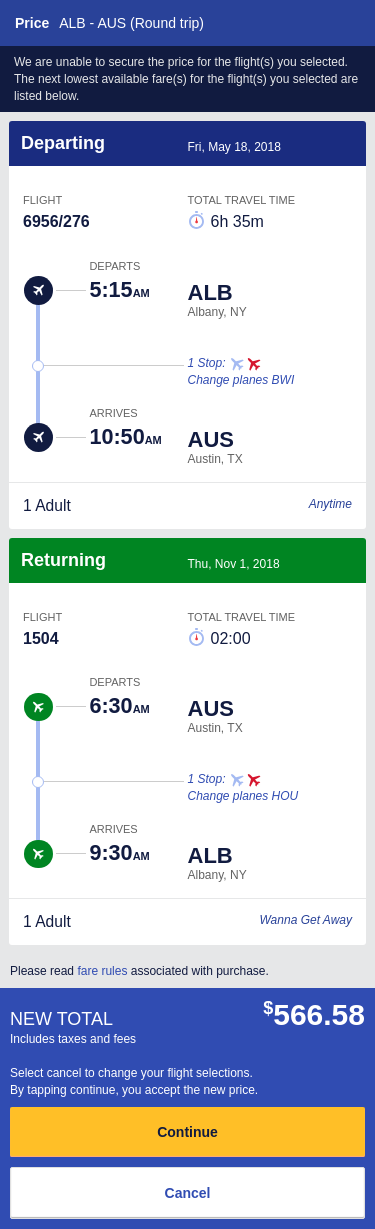 Price ALB - AUS (Round trip)
We are unable to secure the price for the flight(s) you selected.
The next lowest available fare(s) for the flight(s) you selected are
listed below.
Departing Fri, May 18, 2018
FLIGHT TOTAL TRAVEL TIME
6956/276 6h 35m
DEPARTS
5:15AM ALB
Albany, NY
1 Stop:
Change planes BWI
ARRIVES
10:50AM AUS
Austin, TX
1 Adult Anytime
Returning Thu, Nov 1, 2018
FLIGHT TOTAL TRAVEL TIME
1504 02:00
DEPARTS
6:30AM AUS
Austin, TX
1 Stop:
Change planes HOU
ARRIVES
9:30AM ALB
Albany, NY
1 Adult Wanna Get Away
Please read fare rules associated with purchase.
NEW TOTAL $566.58
Includes taxes and fees
Select cancel to change your flight selections.
By tapping continue, you accept the new price.
Continue
Cancel